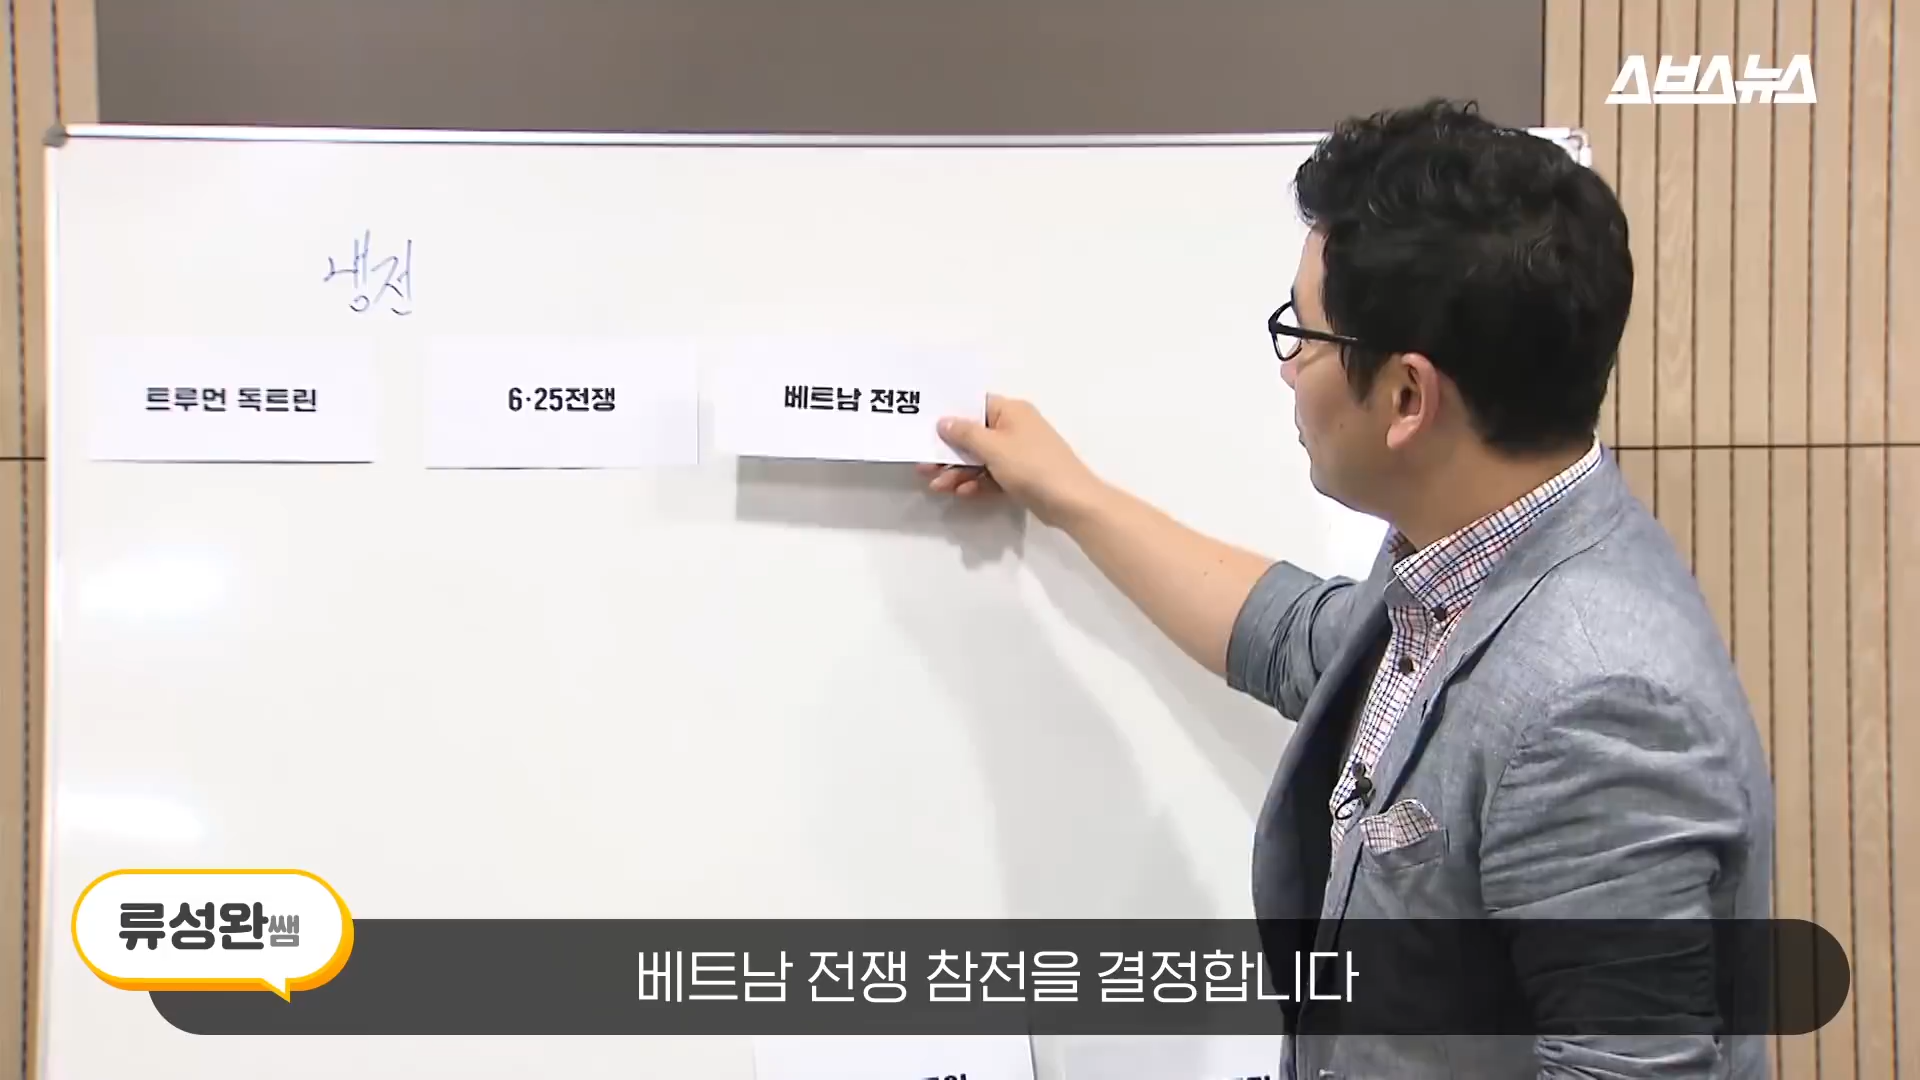 스브스뉴스
냉전
트루먼 독트린
6·25전쟁
베트남 전쟁
류성완쌤
베트남 전쟁 참전을 결정합니다